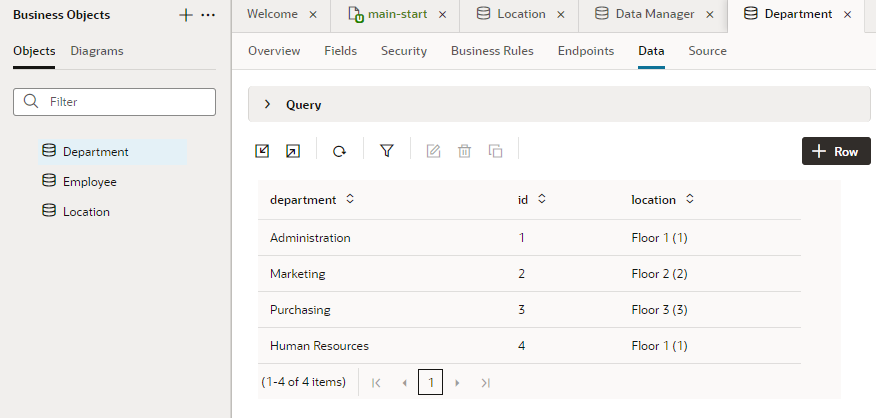 Business Objects
Welcome main-start Location Data Manager Department
Objects Diagrams
Overview Fields Security Business Rules Endpoints Data Source
Filter
Query
Department
Employee
Location
Row
department id location
Administration 1 Floor 1 (1)
Marketing 2 Floor 2 (2)
Purchasing 3 Floor 3 (3)
Human Resources 4 Floor 1 (1)
(1-4 of 4 items) 1